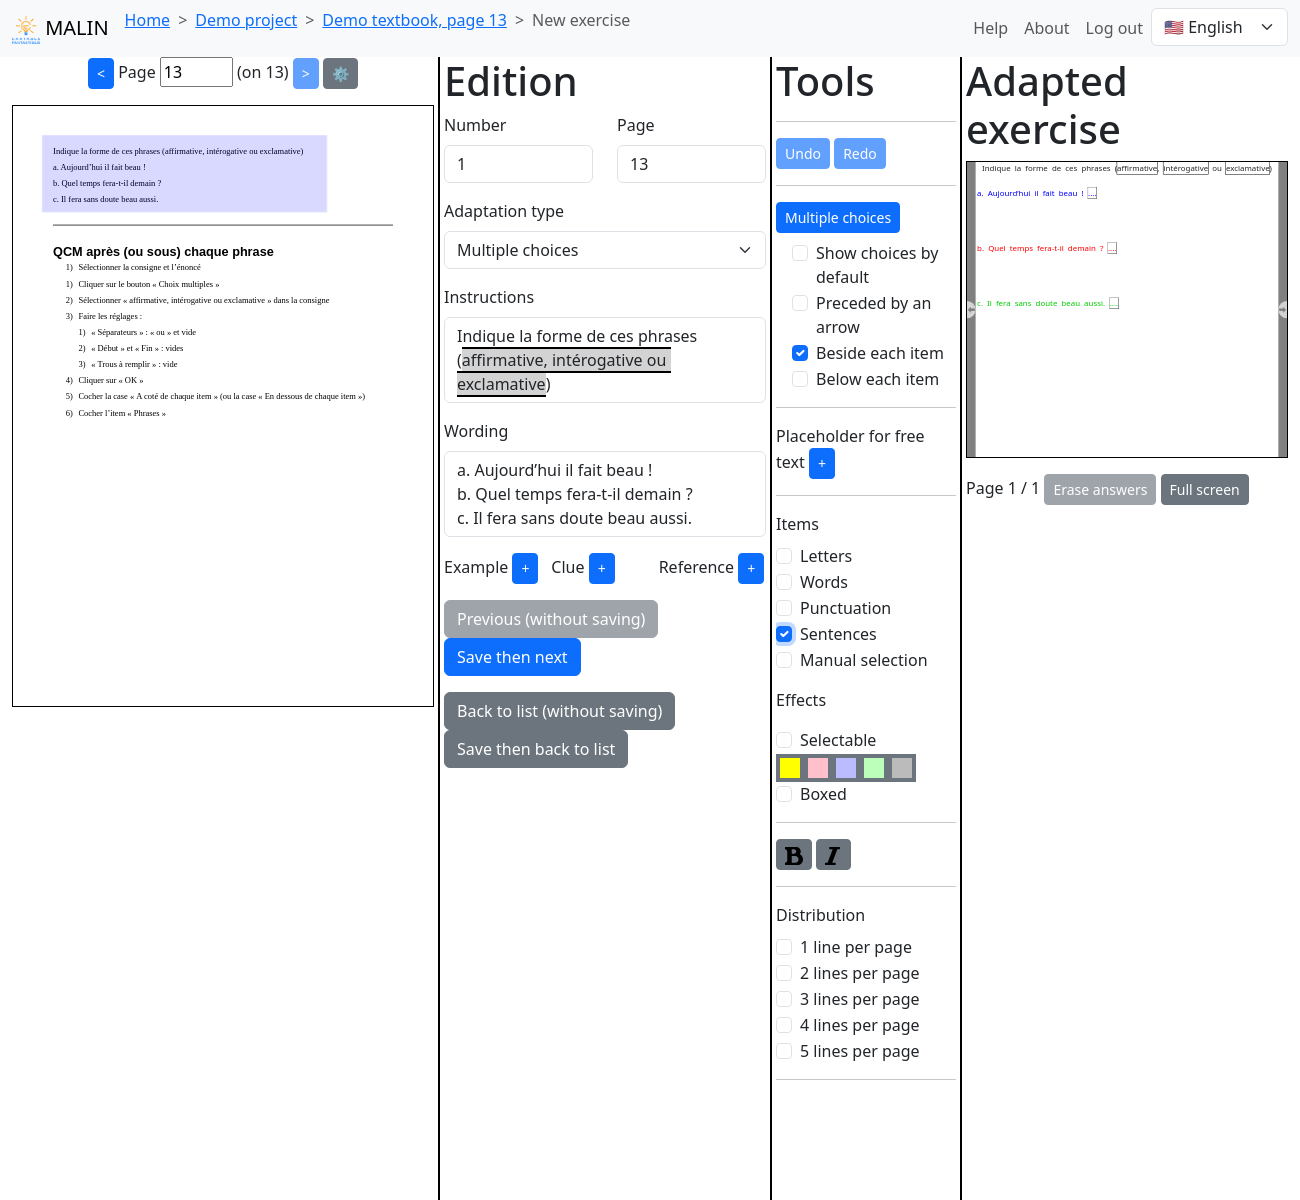 MALIN
Home > Demo project > Demo textbook, page 13 > New exercise
Help About Log out 🇺🇸 English
< Page 13 (on 13) > ⚙️
Indique la forme de ces phrases (affirmative, intérogative ou exclamative)
a. Aujourd’hui il fait beau !
b. Quel temps fera-t-il demain ?
c. Il fera sans doute beau aussi.
QCM après (ou sous) chaque phrase
1) Sélectionner la consigne et l’énoncé
1) Cliquer sur le bouton « Choix multiples »
2) Sélectionner « affirmative, intérogative ou exclamative » dans la consigne
3) Faire les réglages :
1) « Séparateurs » : « ou » et vide
2) « Début » et « Fin » : vides
3) « Trous à remplir » : vide
4) Cliquer sur « OK »
5) Cocher la case « A coté de chaque item » (ou la case « En dessous de chaque item »)
6) Cocher l’item « Phrases »
Edition
Number Page
1 13
Adaptation type
Multiple choices
Instructions
Indique la forme de ces phrases
(affirmative, intérogative ou
exclamative)
Wording
a. Aujourd’hui il fait beau !
b. Quel temps fera-t-il demain ?
c. Il fera sans doute beau aussi.
Example + Clue + Reference +
Previous (without saving)
Save then next
Back to list (without saving)
Save then back to list
Tools
Undo Redo
Multiple choices
Show choices by
default
Preceded by an
arrow
Beside each item
Below each item
Placeholder for free
text +
Items
Letters
Words
Punctuation
Sentences
Manual selection
Effects
Selectable
Boxed
B I
Distribution
1 line per page
2 lines per page
3 lines per page
4 lines per page
5 lines per page
Adapted
exercise
Indique la forme de ces phrases (affirmative, intérogative ou exclamative)
a. Aujourd’hui il fait beau ! ....
b. Quel temps fera-t-il demain ? ....
c. Il fera sans doute beau aussi. ....
Page 1 / 1 Erase answers Full screen